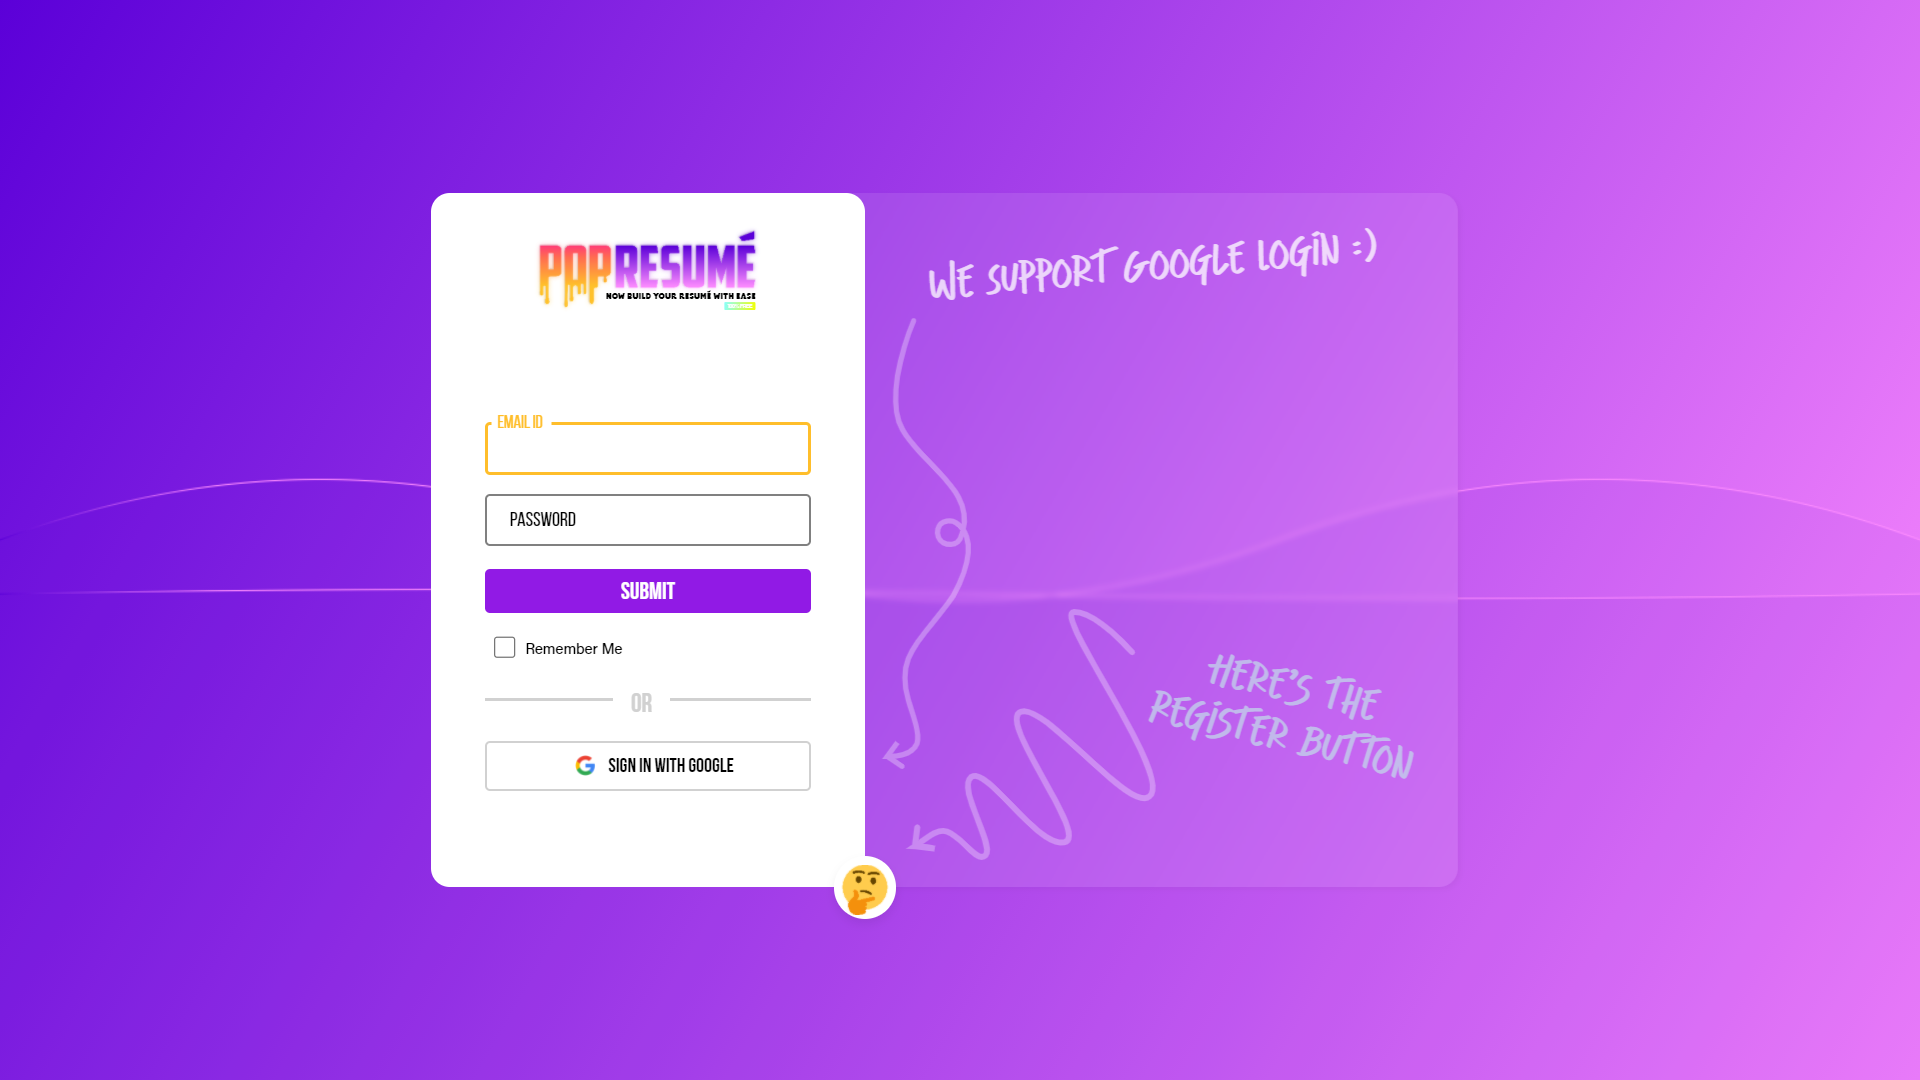 POPRESUMÉ
NOW BUILD YOUR RESUMÉ WITH EASE
EMAIL ID
PASSWORD
SUBMIT
Remember Me
OR
SIGN IN WITH GOOGLE
WE SUPPORT GOOGLE LOGIN :)
HERE'S THE
REGISTER BUTTON